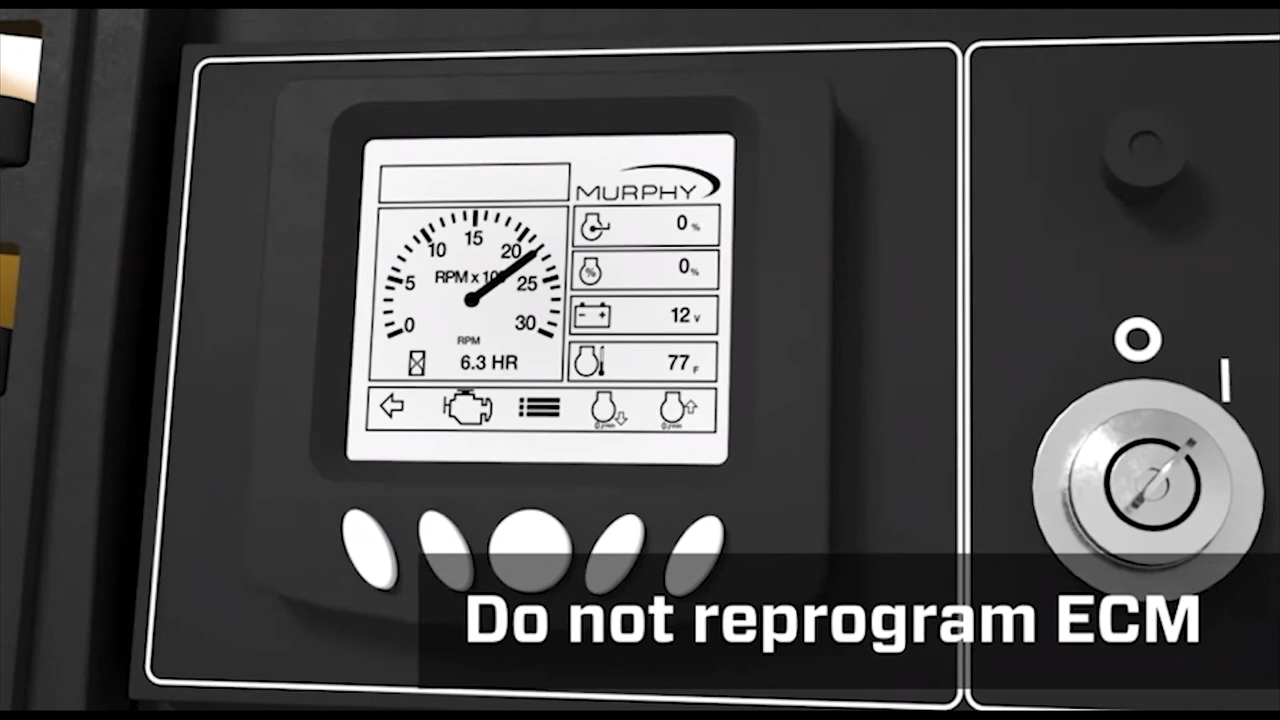 MURPHY
0 %
0%
12 V
77 F
0 5 10 15 20 25 30
RPM x 10
RPM
6.3 HR
Do not reprogram ECM